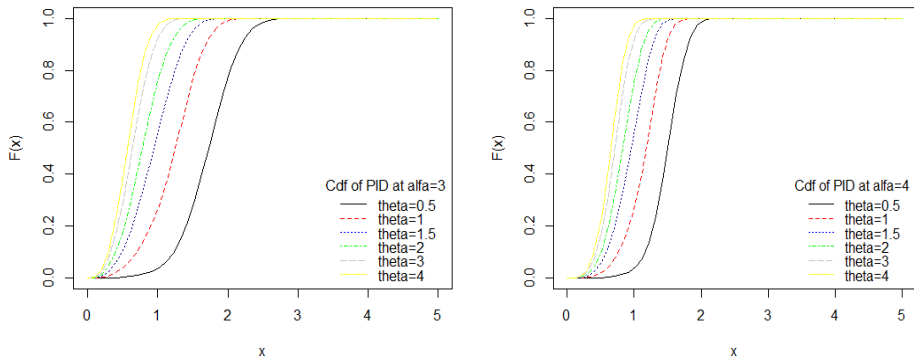 1.0
0.8
0.6
0.4
0.2
0.0
F(x)
Cdf of PID at alfa=3
theta=0.5
theta=1
theta=1.5
theta=2
theta=3
theta=4
0 1 2 3 4 5
x
1.0
0.8
0.6
0.4
0.2
0.0
F(x)
Cdf of PID at alfa=4
theta=0.5
theta=1
theta=1.5
theta=2
theta=3
theta=4
0 1 2 3 4 5
x